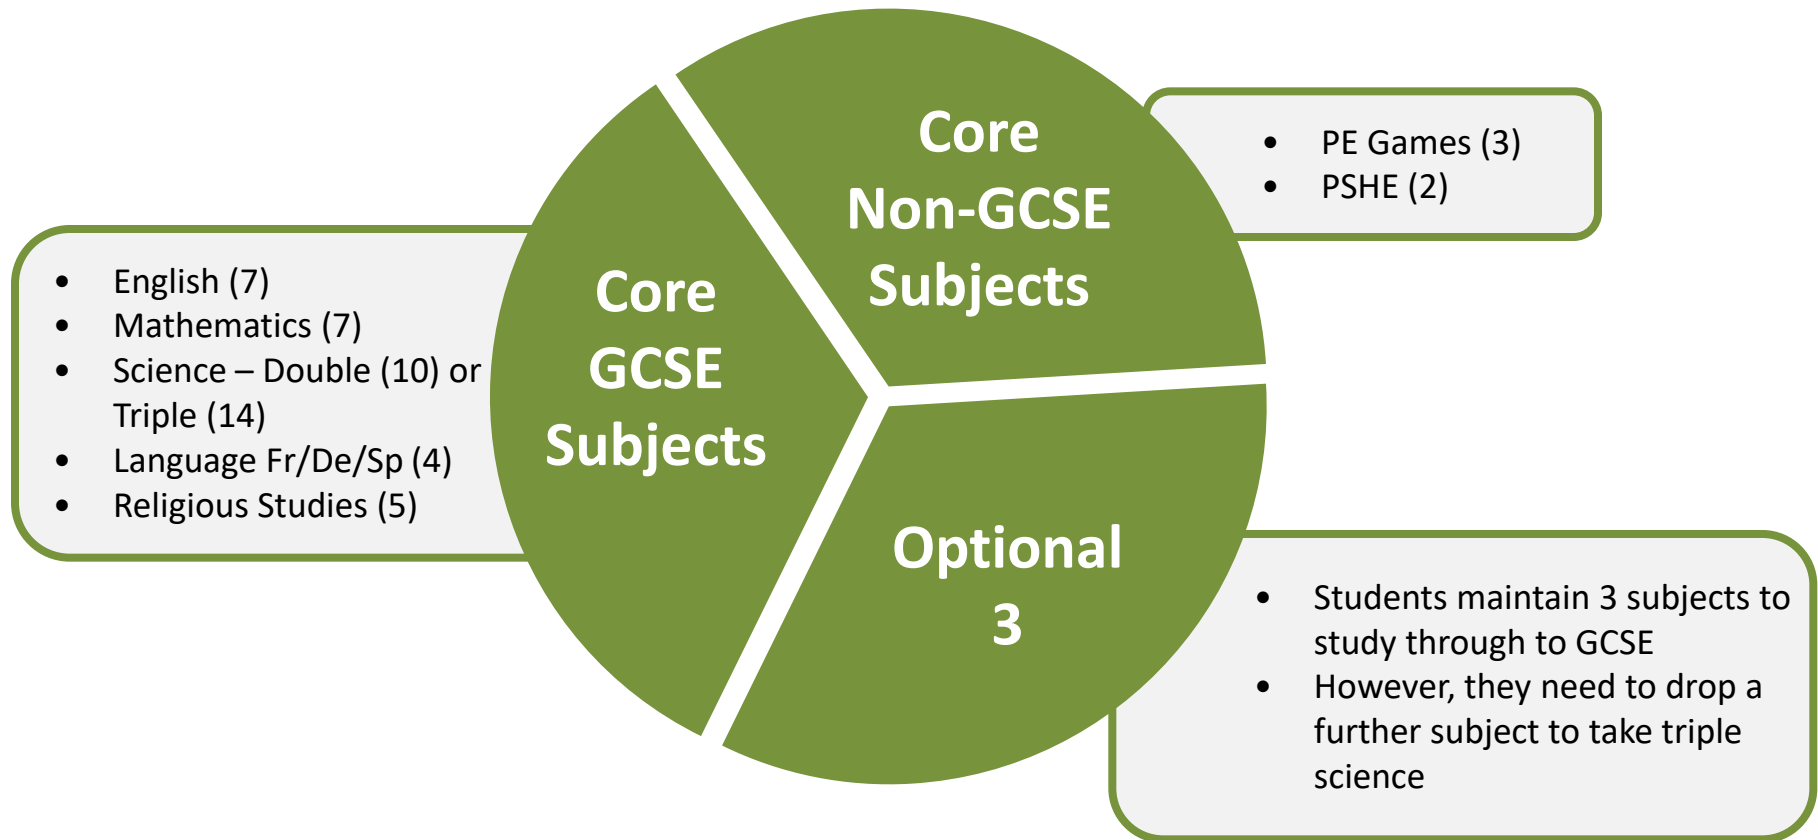 Core
Non-GCSE
Subjects
• PE Games (3)
• PSHE (2)
Core
GCSE
Subjects
• English (7)
• Mathematics (7)
• Science – Double (10) or
Triple (14)
• Language Fr/De/Sp (4)
• Religious Studies (5)
Optional
3
• Students maintain 3 subjects to
study through to GCSE
• However, they need to drop a
further subject to take triple
science